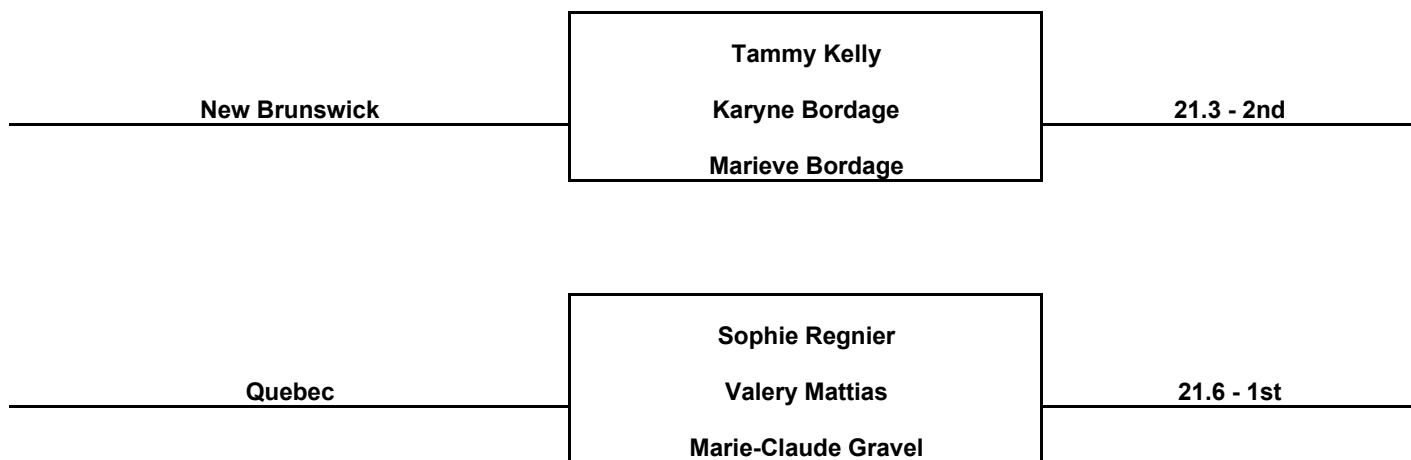 Tammy Kelly
New Brunswick Karyne Bordage 21.3 - 2nd
Marieve Bordage
Sophie Regnier
Quebec Valery Mattias 21.6 - 1st
Marie-Claude Gravel